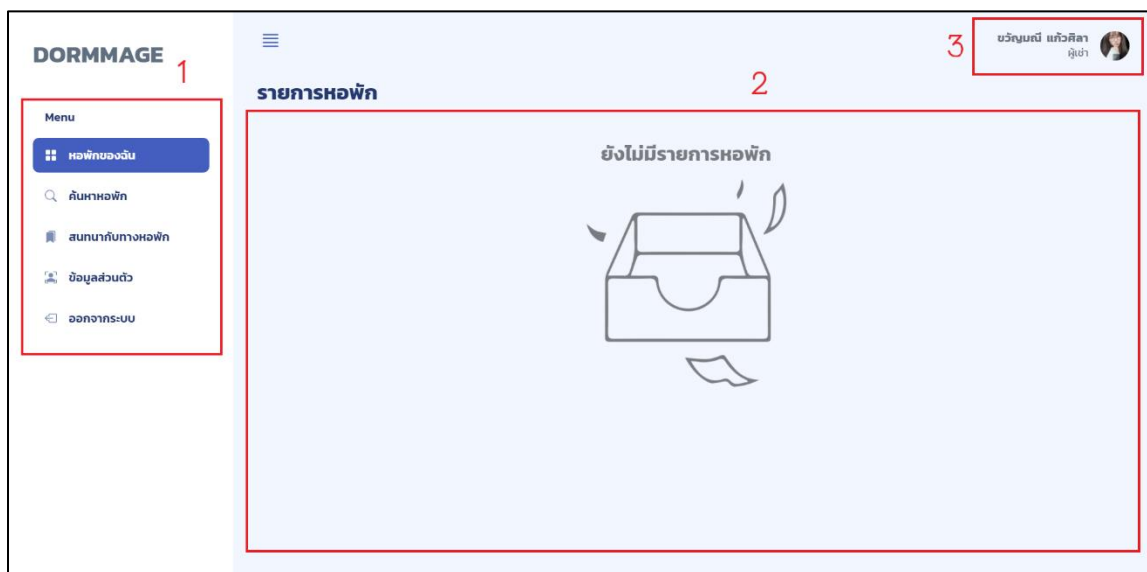 DORMMAGE
1
Menu
หอพักของฉัน
ค้นหาหอพัก
สนทนากับทางหอพัก
ข้อมูลส่วนตัว
ออกจากระบบ
3
ขวัญมณี แก้วศิลา
ผู้เช่า
รายการหอพัก
2
ยังไม่มีรายการหอพัก